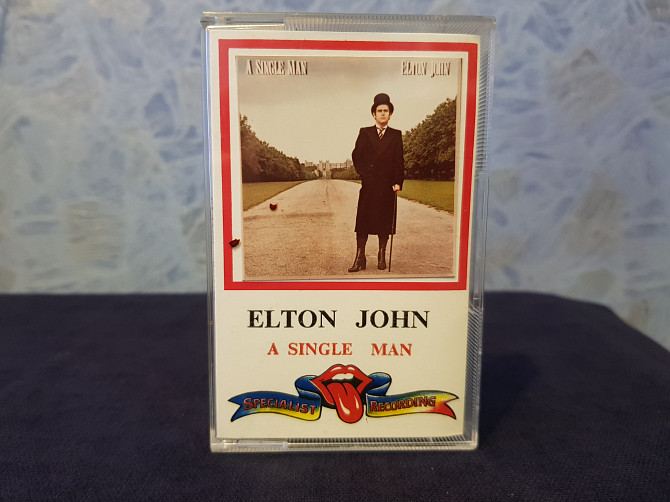 A SINGLE MAN ELTON JOHN
ELTON JOHN
A SINGLE MAN
SPECIALIST RECORDING